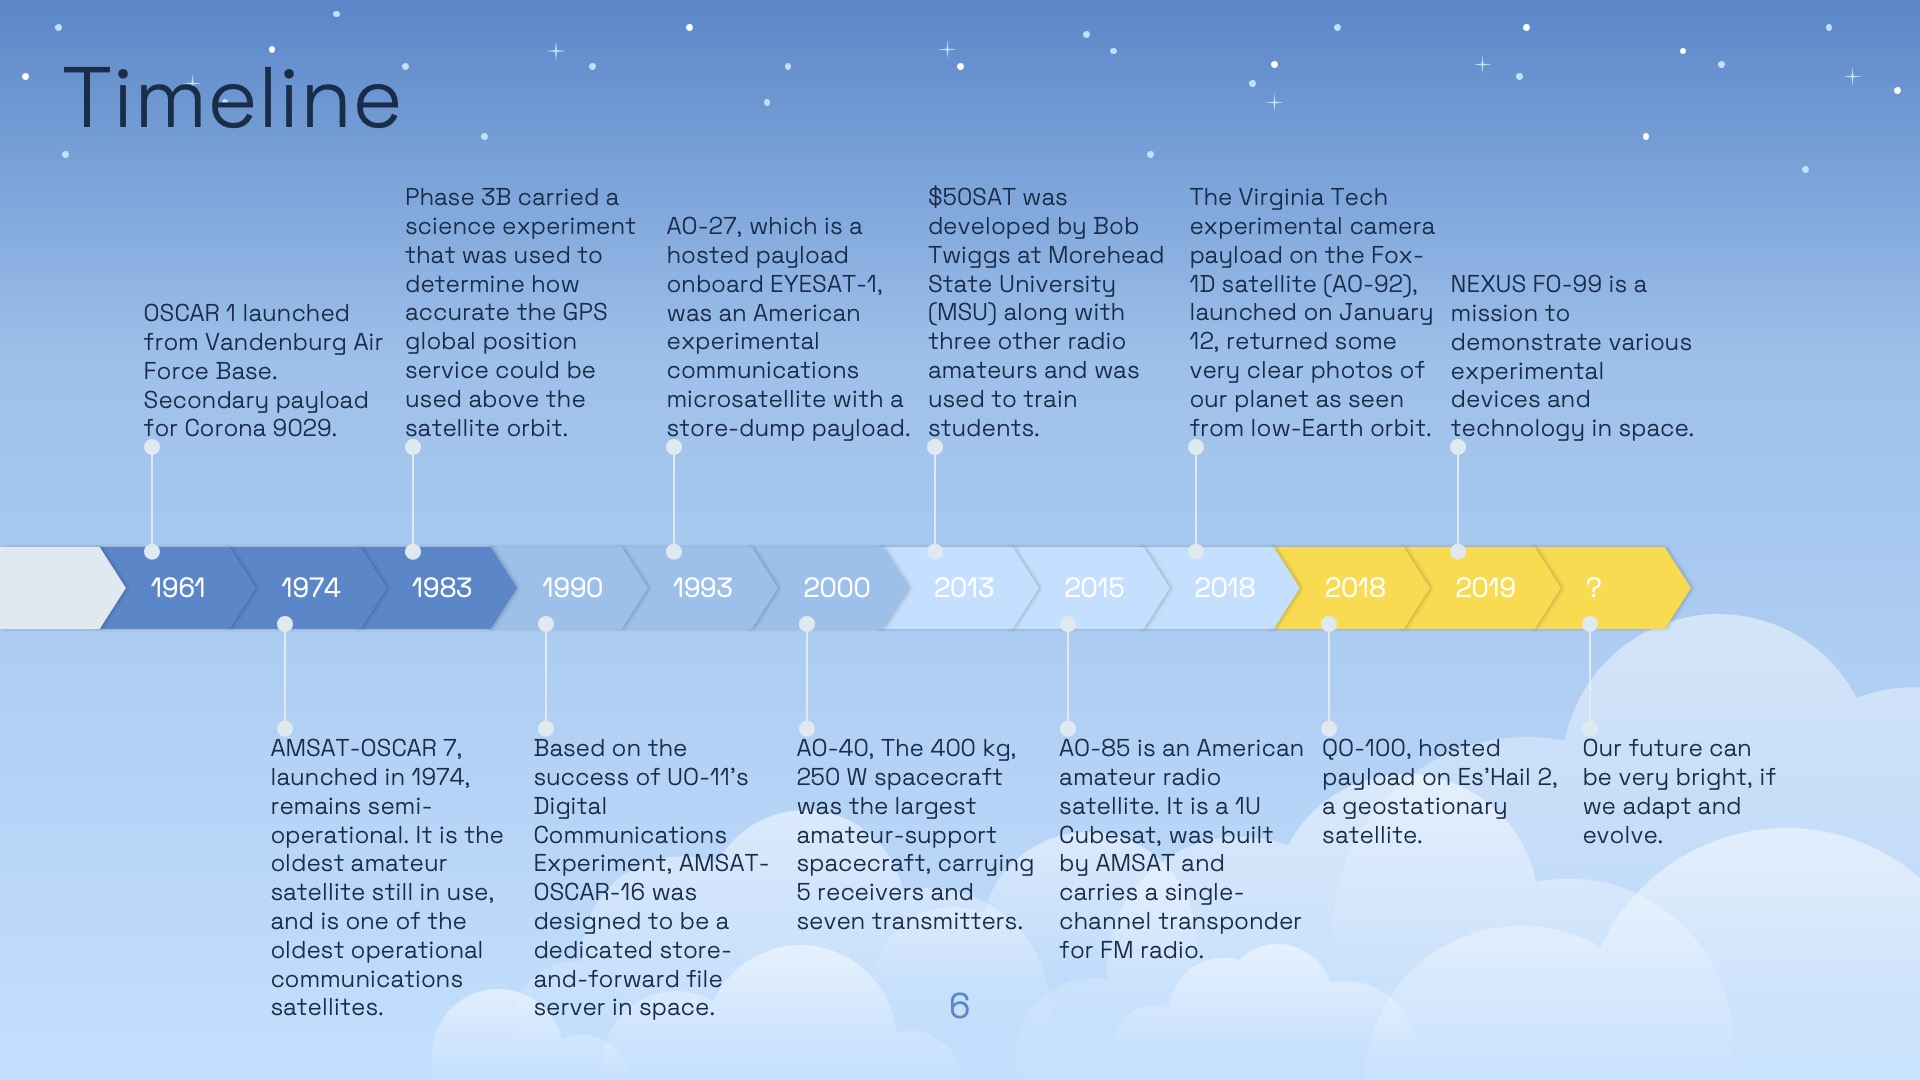 Timeline
OSCAR 1 launched
from Vandenburg Air
Force Base.
Secondary payload
for Corona 9029.
Phase 3B carried a
science experiment
that was used to
determine how
accurate the GPS
global position
service could be
used above the
satellite orbit.
AO-27, which is a
hosted payload
onboard EYESAT-1,
was an American
experimental
communications
microsatellite with a
store-dump payload.
$50SAT was
developed by Bob
Twiggs at Morehead
State University
(MSU) along with
three other radio
amateurs and was
used to train
students.
The Virginia Tech
experimental camera
payload on the Fox-
1D satellite (AO-92),
launched on January
12, returned some
very clear photos of
our planet as seen
from low-Earth orbit.
NEXUS FO-99 is a
mission to
demonstrate various
experimental
devices and
technology in space.
1961
1974
1983
1990
1993
2000
2013
2015
2018
2018
2019
?
AMSAT-OSCAR 7,
launched in 1974,
remains semi-
operational. It is the
oldest amateur
satellite still in use,
and is one of the
oldest operational
communications
satellites.
Based on the
success of UO-11's
Digital
Communications
Experiment, AMSAT-
OSCAR-16 was
designed to be a
dedicated store-
and-forward file
server in space.
AO-40, The 400 kg,
250 W spacecraft
was the largest
amateur-support
spacecraft, carrying
5 receivers and
seven transmitters.
AO-85 is an American
amateur radio
satellite. It is a 1U
Cubesat, was built
by AMSAT and
carries a single-
channel transponder
for FM radio.
QO-100, hosted
payload on Es'Hail 2,
a geostationary
satellite.
Our future can
be very bright, if
we adapt and
evolve.
6